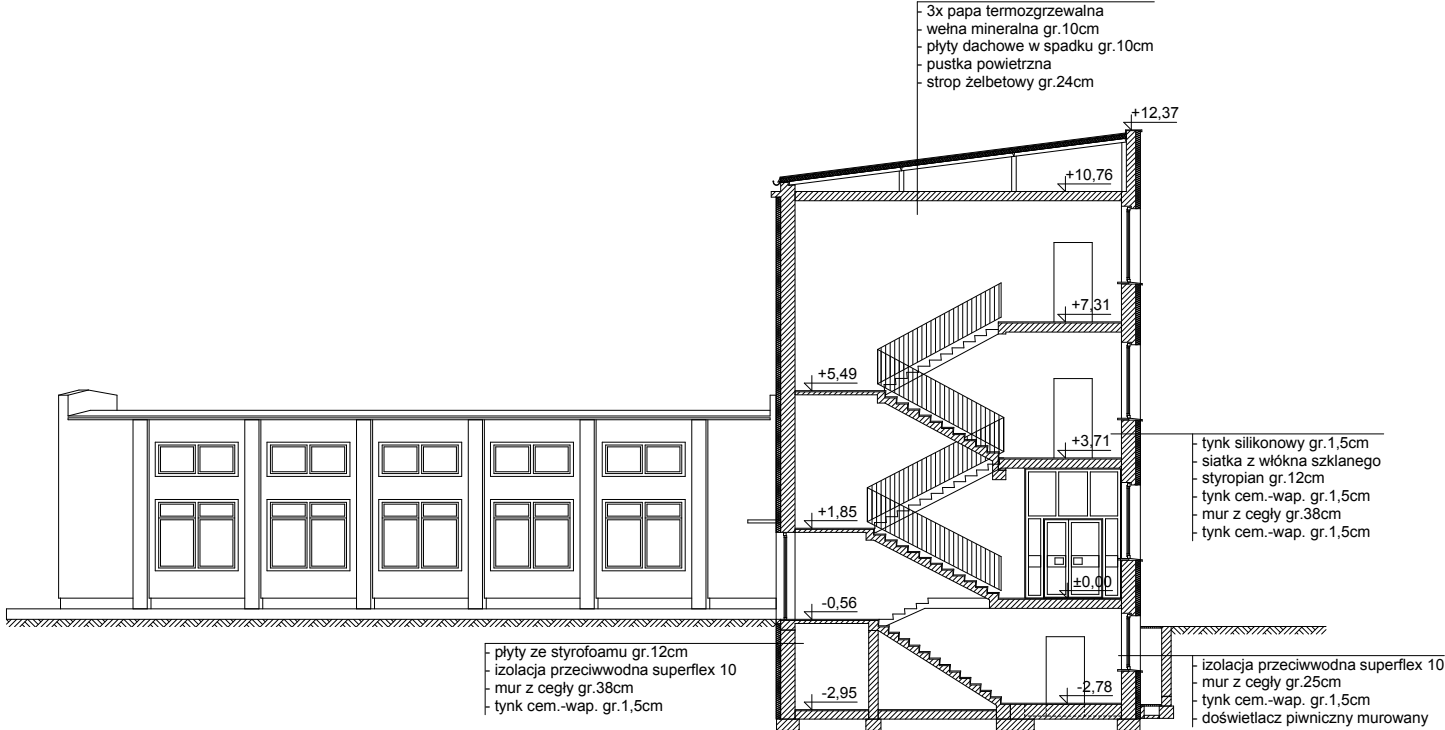 - 3x papa termozgrzewalna
- wełna mineralna gr.10cm
- płyty dachowe w spadku gr.10cm
- pustka powietrzna
- strop żelbetowy gr.24cm
+12,37
+10,76
+7,31
+5,49
+3,71
- tynk silikonowy gr.1,5cm
- siatka z włókna szklanego
- styropian gr.12cm
- tynk cem.-wap. gr.1,5cm
- mur z cegły gr.38cm
- tynk cem.-wap. gr.1,5cm
+1,85
±0,00
-0,56
- płyty ze styrofoamu gr.12cm
- izolacja przeciwwodna superflex 10
- mur z cegły gr.38cm
- tynk cem.-wap. gr.1,5cm
-2,95
-2,78
- izolacja przeciwwodna superflex 10
- mur z cegły gr.25cm
- tynk cem.-wap. gr.1,5cm
- doświetlacz piwniczny murowany